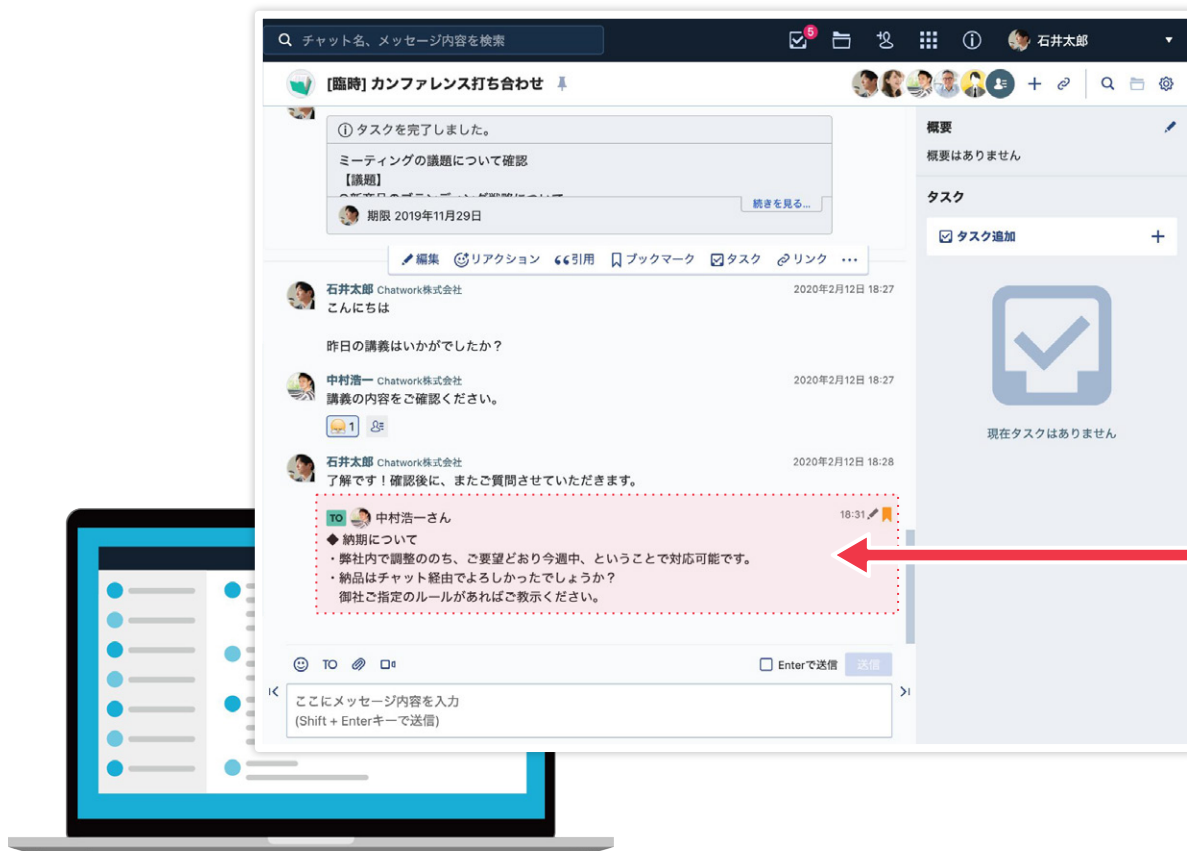 チャット名、メッセージ内容を検索
5
石井太郎
[臨時] カンファレンス打ち合わせ
タスクを完了しました。
ミーティングの議題について確認
【議題】
続きを見る...
期限 2019年11月29日
編集 リアクション 引用 ブックマーク タスク リンク ...
石井太郎 Chatwork株式会社 2020年2月12日 18:27
こんにちは
昨日の講義はいかがでしたか？
中村浩一 Chatwork株式会社 2020年2月12日 18:27
講義の内容をご確認ください。
1
石井太郎 Chatwork株式会社 2020年2月12日 18:28
了解です！確認後に、またご質問させていただきます。
TO 中村浩一さん 18:31
◆ 納期について
・弊社内で調整ののち、ご要望どおり今週中、ということで対応可能です。
・納品はチャット経由でよろしかったでしょうか？
御社ご指定のルールがあればご教示ください。
TO
Enterで送信 送信
ここにメッセージ内容を入力
(Shift + Enterキーで送信)
概要
概要はありません
タスク
タスク追加
現在タスクはありません